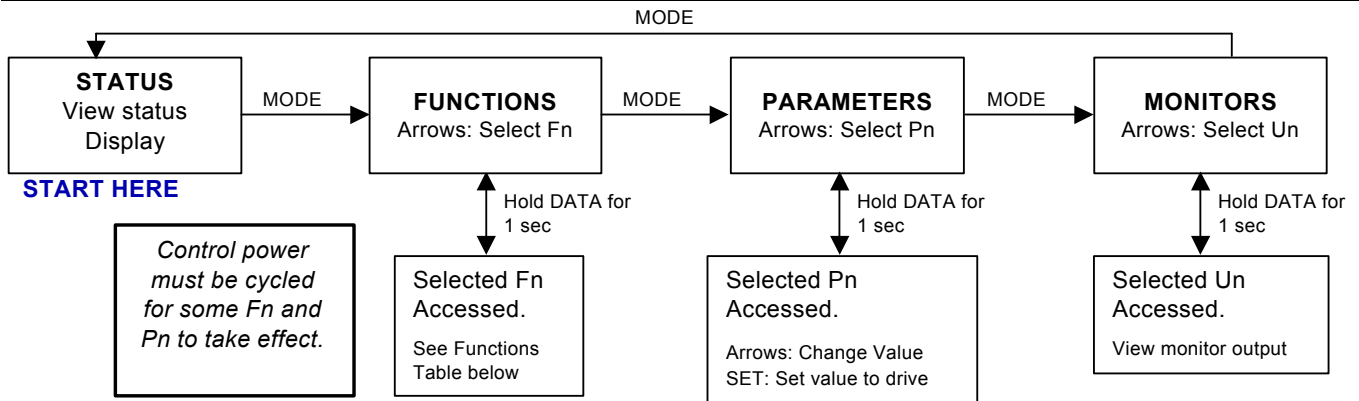 MODE
STATUS
View status
Display
MODE
FUNCTIONS
Arrows: Select Fn
MODE
PARAMETERS
Arrows: Select Pn
MODE
MONITORS
Arrows: Select Un
START HERE
Hold DATA for
1 sec
Hold DATA for
1 sec
Hold DATA for
1 sec
Control power
must be cycled
for some Fn and
Pn to take effect.
Selected Fn
Accessed.
See Functions
Table below
Selected Pn
Accessed.
Arrows: Change Value
SET: Set value to drive
Selected Un
Accessed.
View monitor output